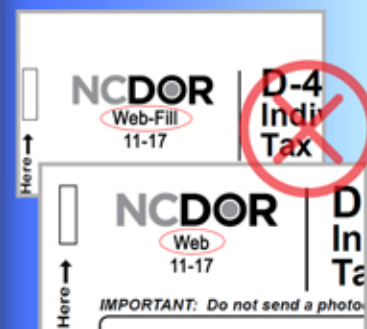 NCDOR
Web-Fill
11-17
D-4
Indiv
Tax
Here
NCDOR
Web
11-17
D
In
Ta
Here
IMPORTANT: Do not send a photo